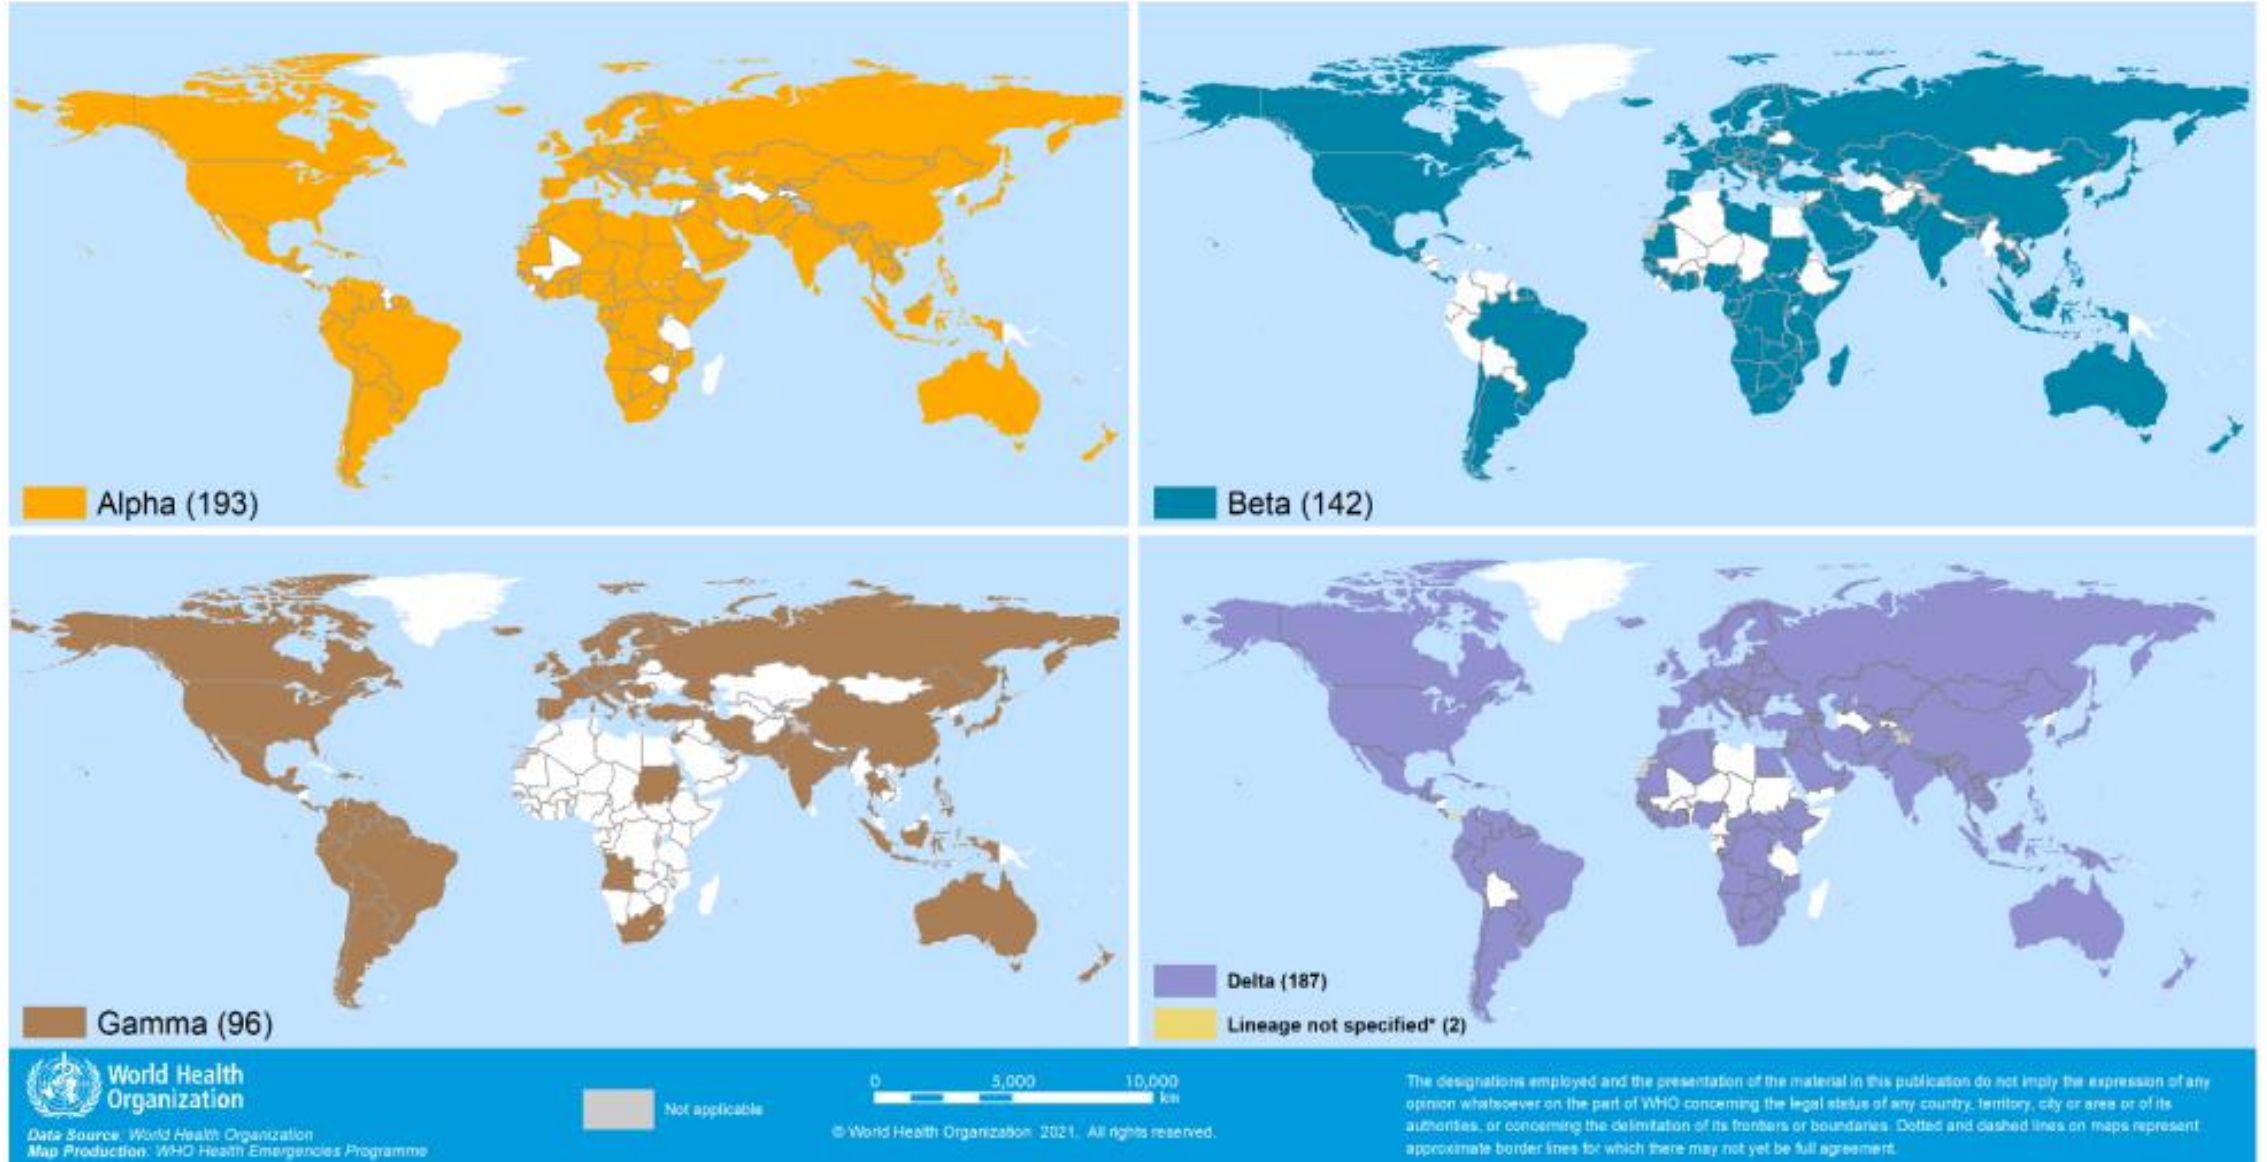 Alpha (193)
Beta (142)
Gamma (96)
Delta (187)
Lineage not specified* (2)
World Health
Organization
Data Source: World Health Organization
Map Production: WHO Health Emergencies Programme
Not applicable
0 5,000 10,000
km
© World Health Organization 2021. All rights reserved.
The designations employed and the presentation of the material in this publication do not imply the expression of any
opinion whatsoever on the part of WHO concerning the legal status of any country, territory, city or area or of its
authorities, or concerning the delimitation of its frontiers or boundaries. Dotted and dashed lines on maps represent
approximate border lines for which there may not yet be full agreement.